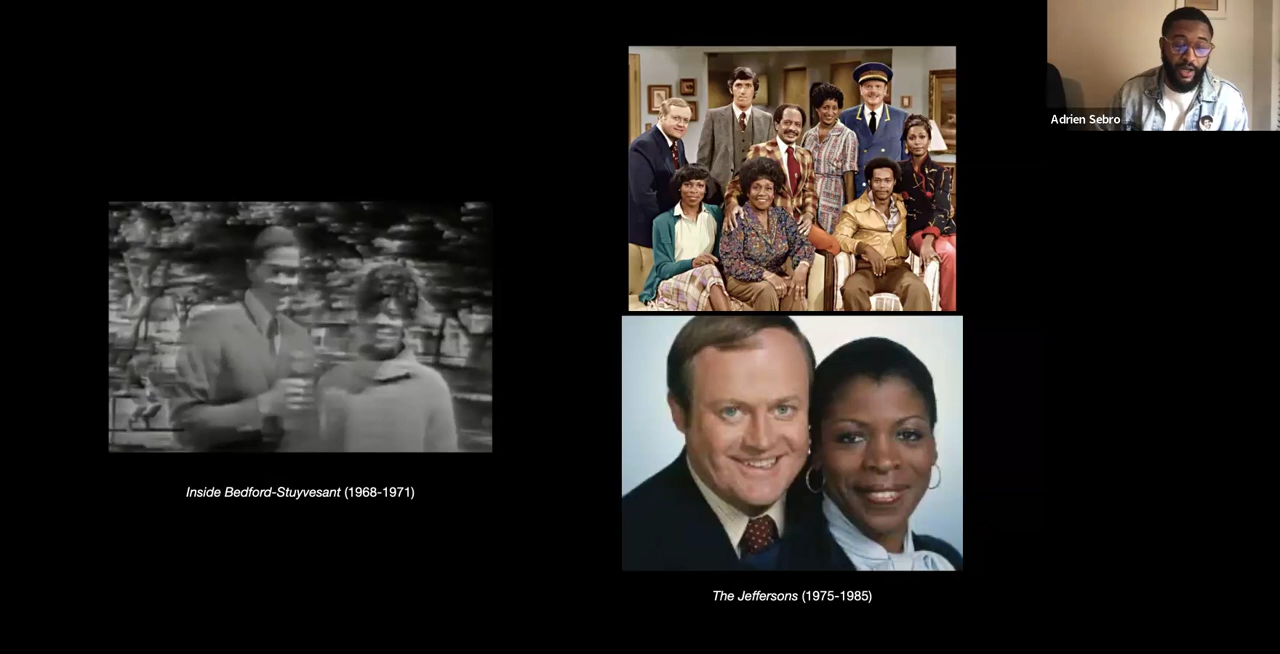 Adrien Sebro
Inside Bedford-Stuyvesant (1968-1971)
The Jeffersons (1975-1985)